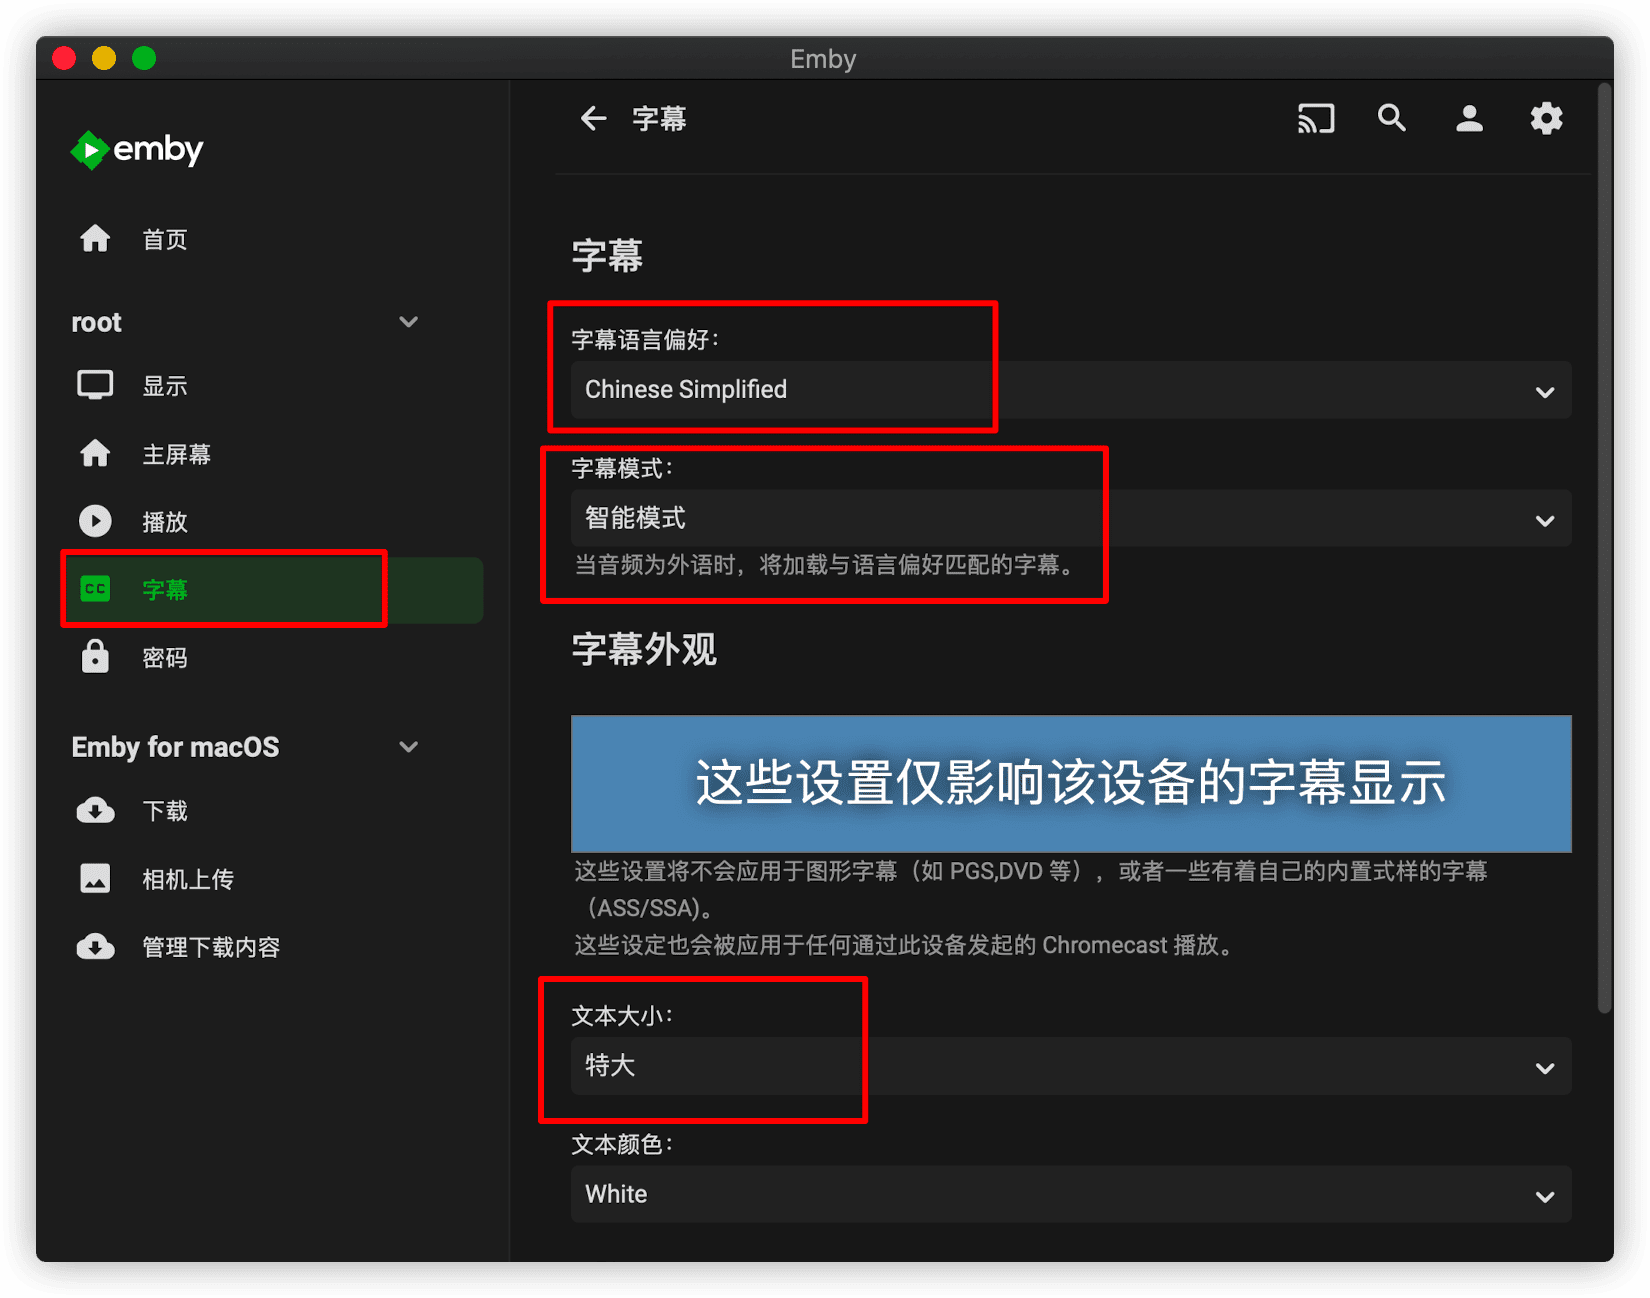 Emby
emby
首页
root
显示
主屏幕
播放
CC
字幕
密码
Emby for macOS
下载
相机上传
管理下载内容
字幕
字幕
字幕语言偏好：
Chinese Simplified
字幕模式：
智能模式
当音频为外语时，将加载与语言偏好匹配的字幕。
字幕外观
这些设置仅影响该设备的字幕显示
这些设置将不会应用于图形字幕（如 PGS,DVD 等），或者一些有着自己的内置式样的字幕
（ASS/SSA)。
这些设定也会被应用于任何通过此设备发起的 Chromecast 播放。
文本大小：
特大
文本颜色：
White